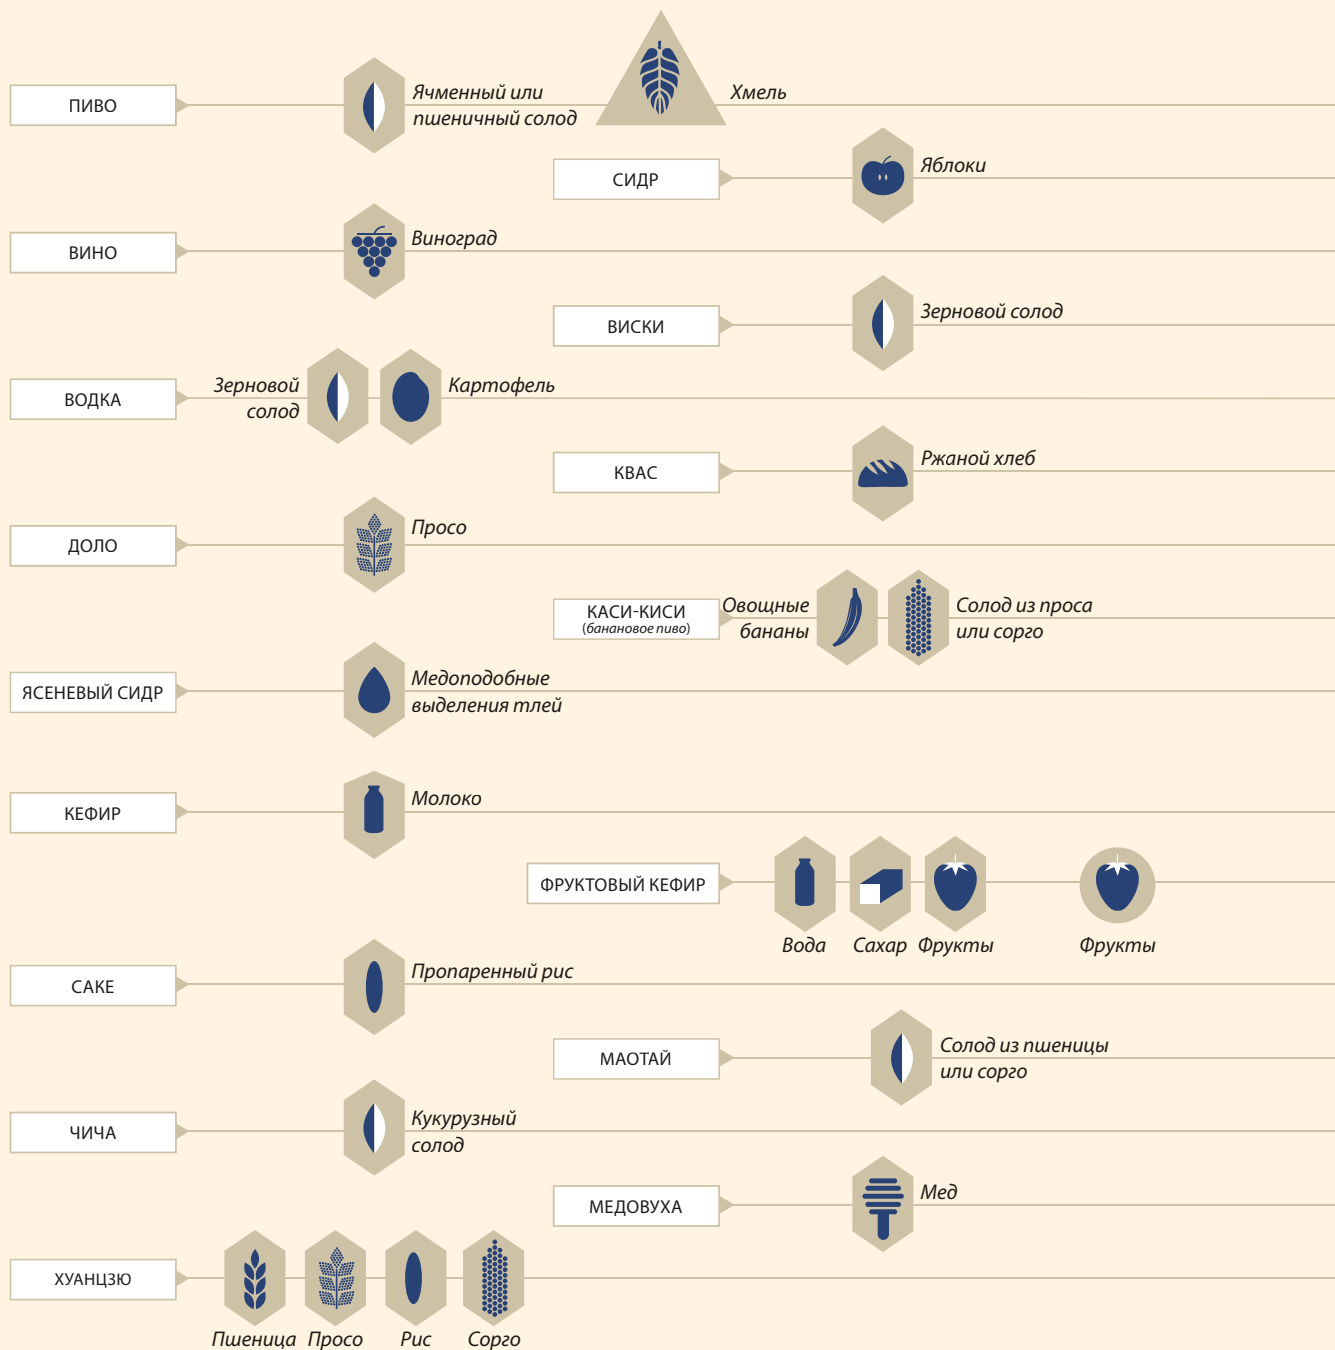 ПИВО
Ячменный или
пшеничный солод
Хмель
СИДР
Яблоки
ВИНО
Виноград
ВИСКИ
Зерновой солод
ВОДКА
Зерновой
солод
Картофель
КВАС
Ржаной хлеб
ДОЛО
Просо
КАСИ-КИСИ
(банановое пиво)
Овощные
бананы
Солод из проса
или сорго
ЯСЕНЕВЫЙ СИДР
Медоподобные
выделения тлей
КЕФИР
Молоко
ФРУКТОВЫЙ КЕФИР
Вода Сахар Фрукты Фрукты
САКЕ
Пропаренный рис
МАОТАЙ
Солод из пшеницы
или сорго
ЧИЧА
Кукурузный
солод
МЕДОВУХА
Мед
ХУАНЦЗЮ
Пшеница Просо Рис Сорго